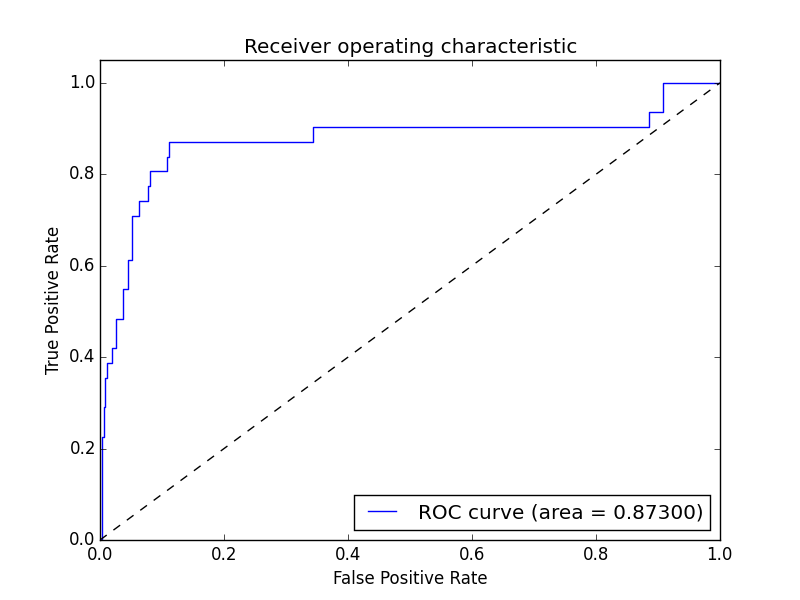 Receiver operating characteristic
1.0
0.8
0.6
0.4
0.2
0.0
True Positive Rate
ROC curve (area = 0.87300)
0.0 0.2 0.4 0.6 0.8 1.0
False Positive Rate